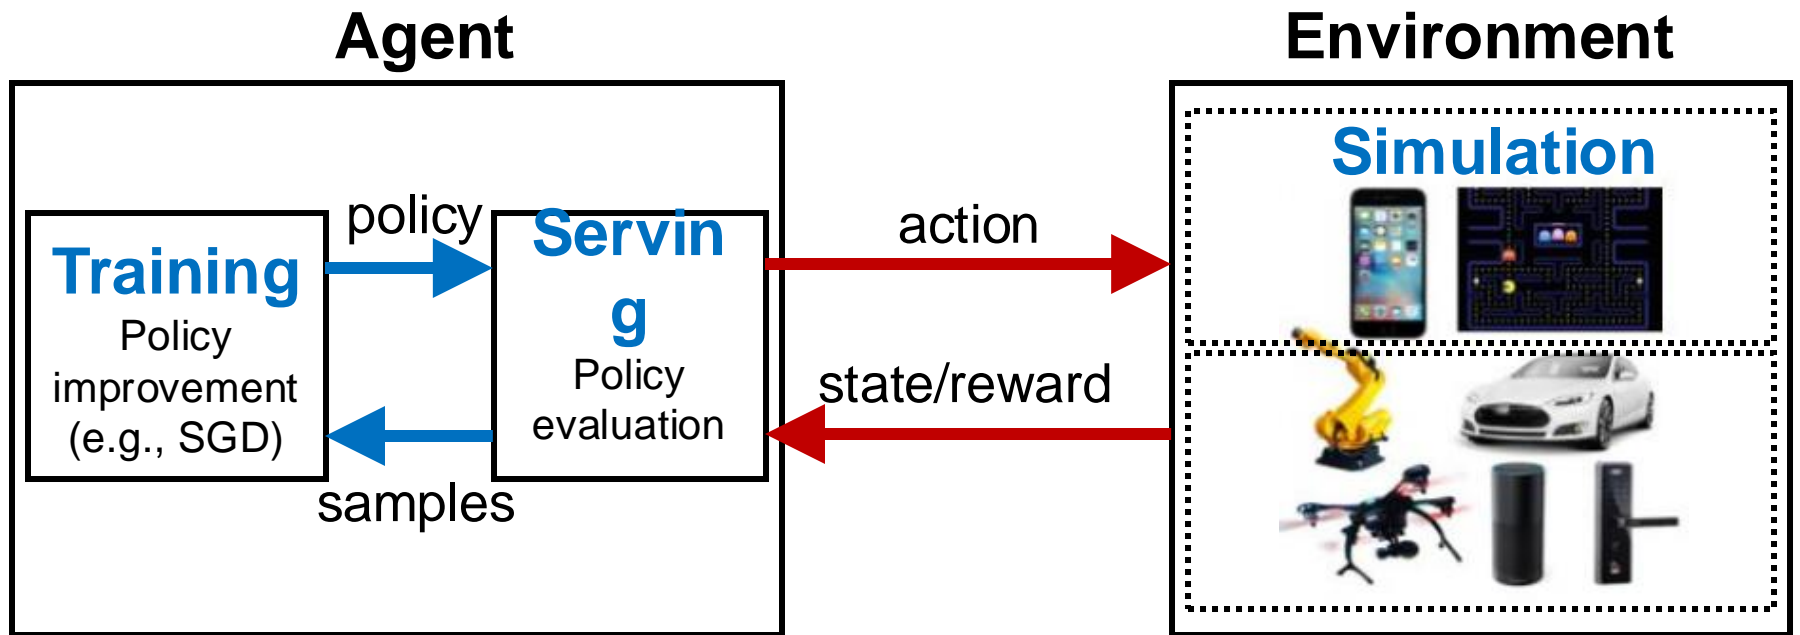 Agent
Environment
Simulation
policy
action
Training
Policy
improvement
(e.g., SGD)
Servin
g
Policy
evaluation
state/reward
samples